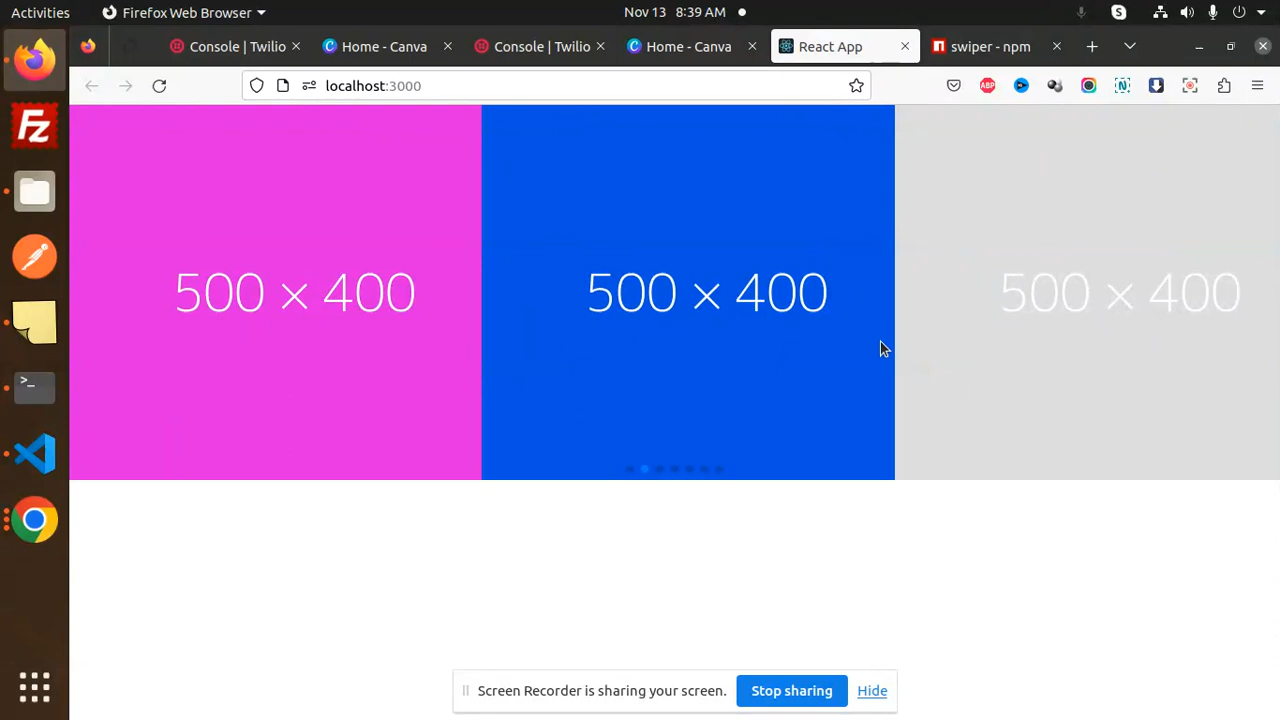 Activities
Firefox Web Browser
Nov 13 8:39 AM
Console | Twilio
Home - Canva
Console | Twilio
Home - Canva
React App
swiper - npm
localhost:3000
ABP
Fz
500 × 400
500 × 400
500 × 400
Screen Recorder is sharing your screen.
Stop sharing
Hide